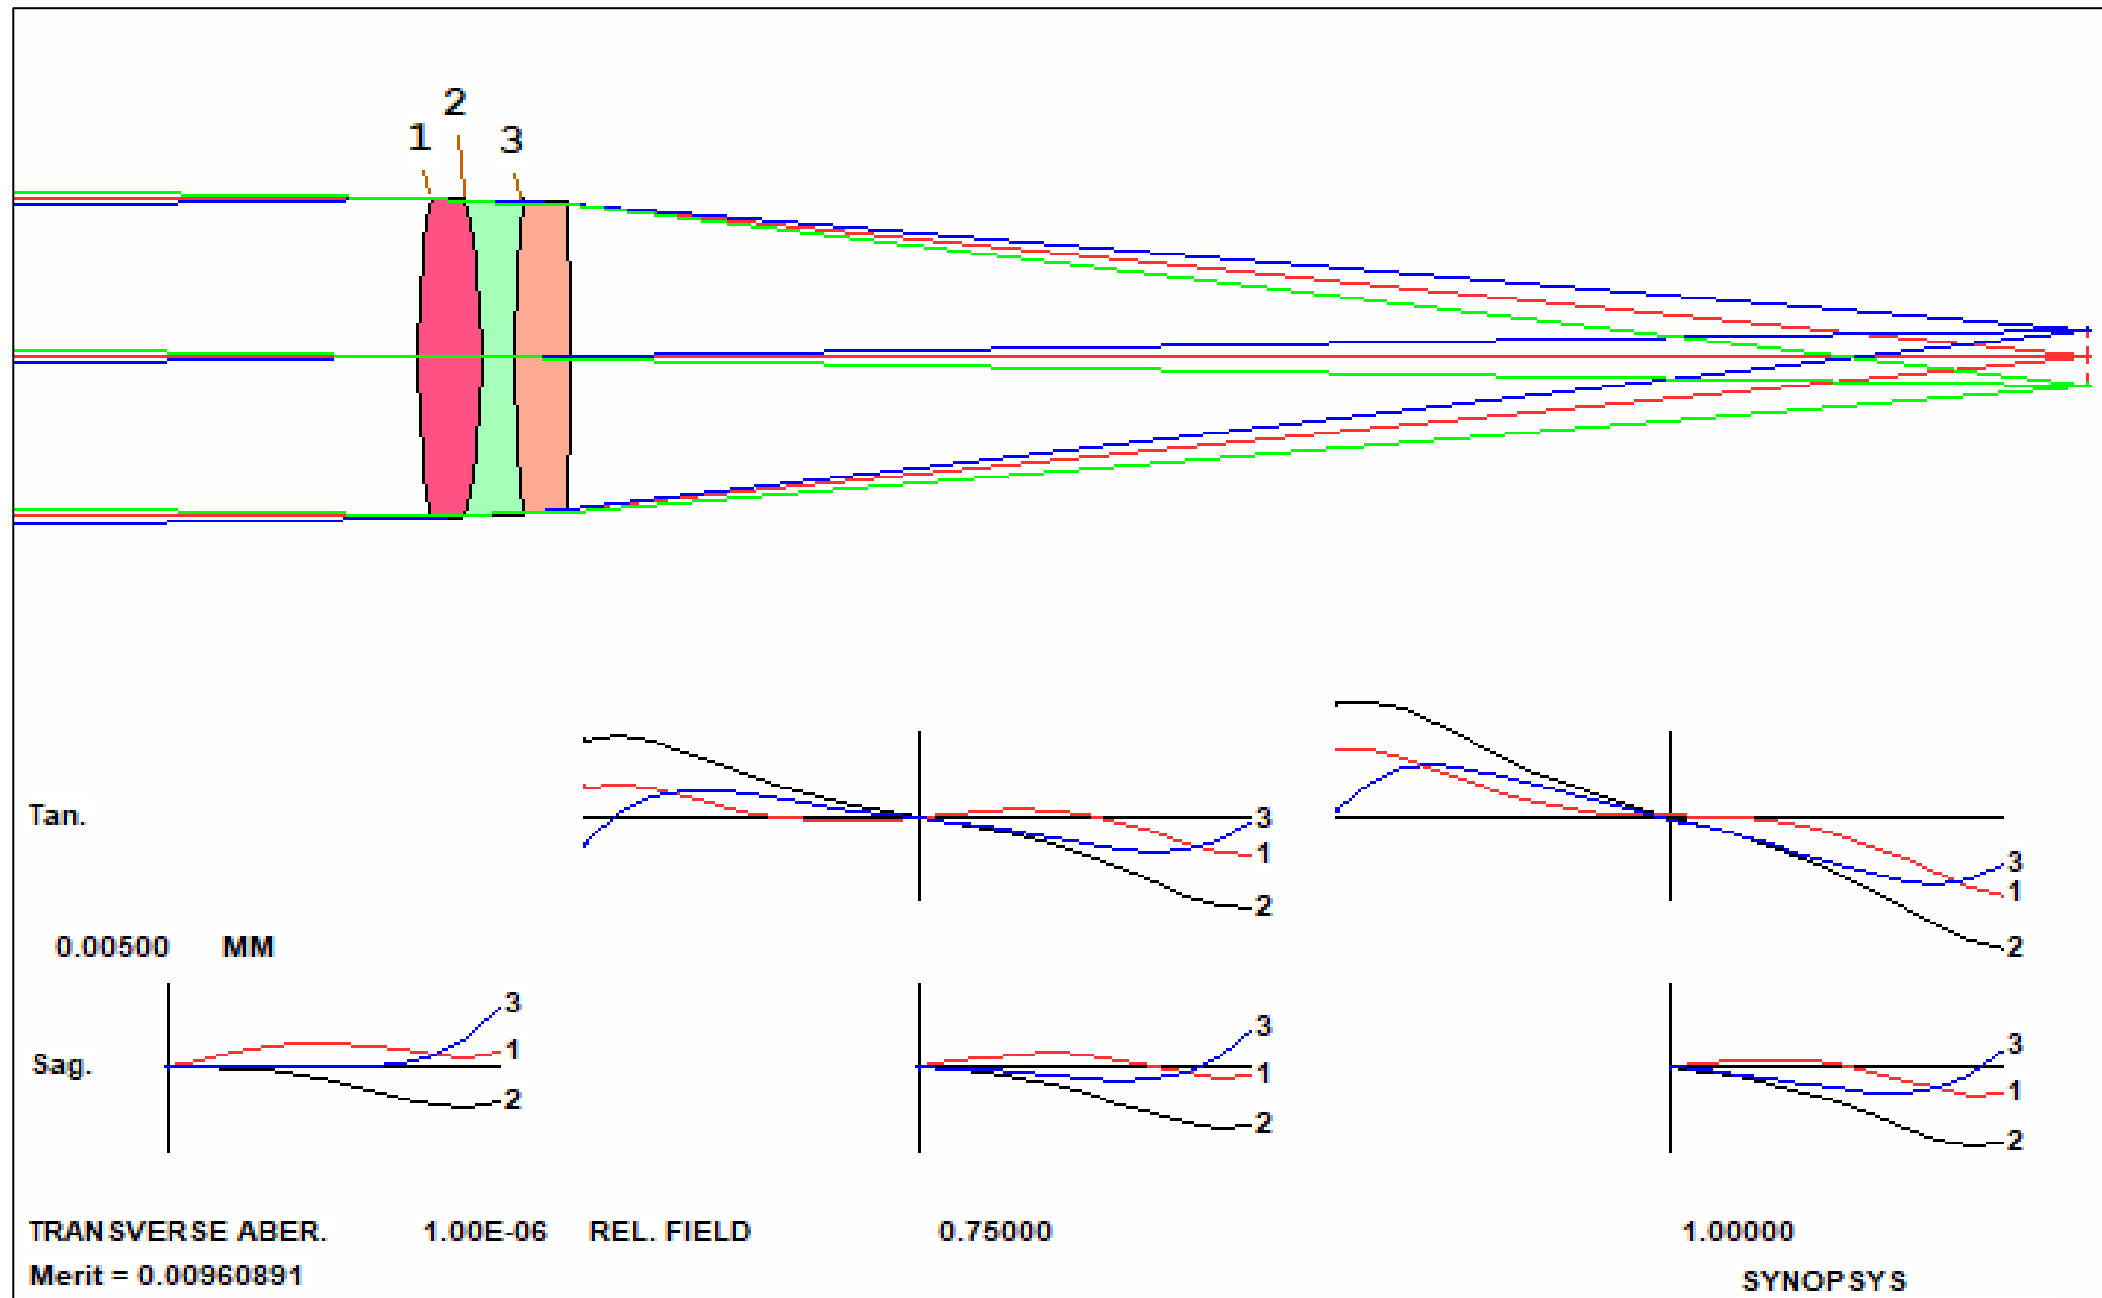 2
1 3
3
Tan.
1
3
2
1
2
0.00500 MM
3
3
3
1
Sag.
1
1
2
2
2
TRANSVERSE ABER. 1.00E-06 REL. FIELD 0.75000 1.00000
Merit = 0.00960891
SYNOPSYS